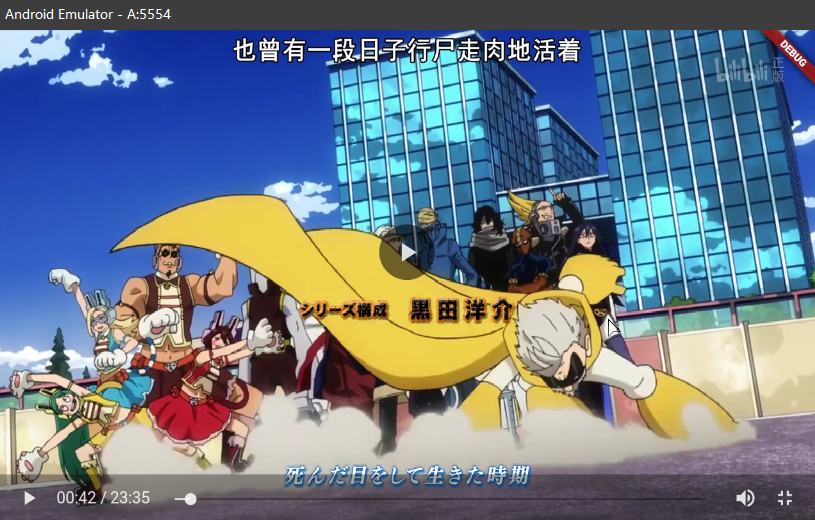 Android Emulator - A:5554
也曾有一段日子行尸走肉地活着
DEBUG
bilibili 正版
シリーズ構成 黒田洋介
死んだ目をして生きた時期
00:42 / 23:35